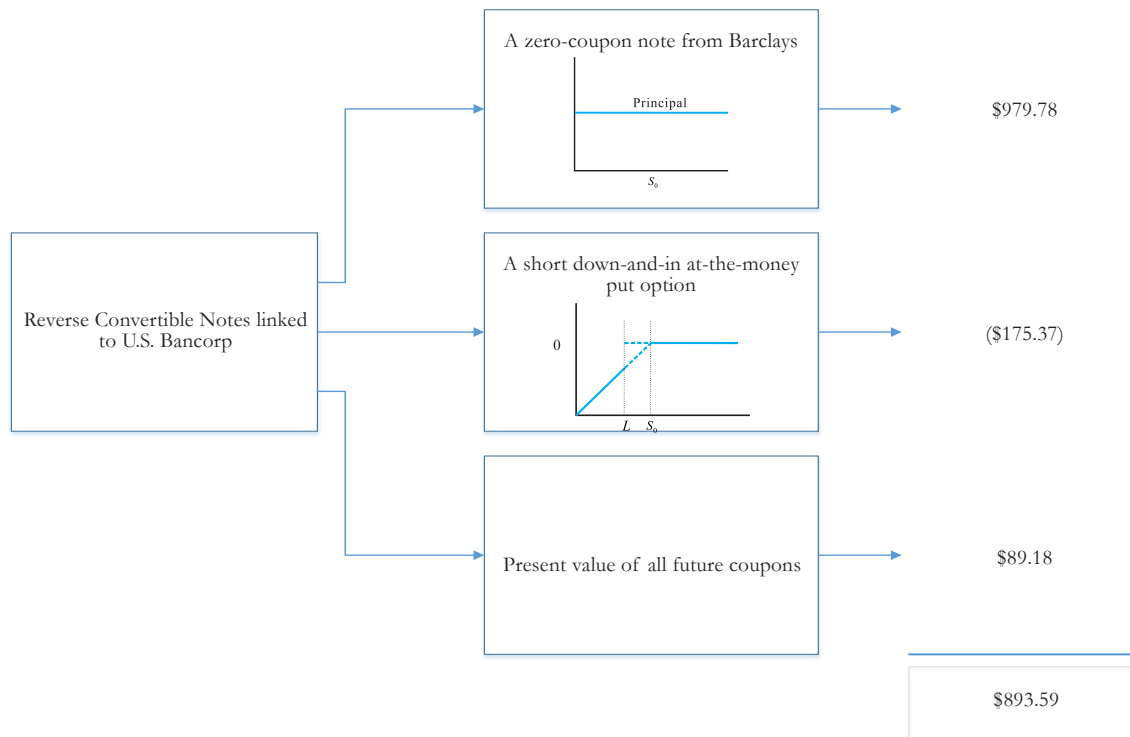 A zero-coupon note from Barclays
Principal
S0
$979.78
Reverse Convertible Notes linked
to U.S. Bancorp
A short down-and-in at-the-money
put option
0
L S0
($175.37)
Present value of all future coupons
$89.18
$893.59